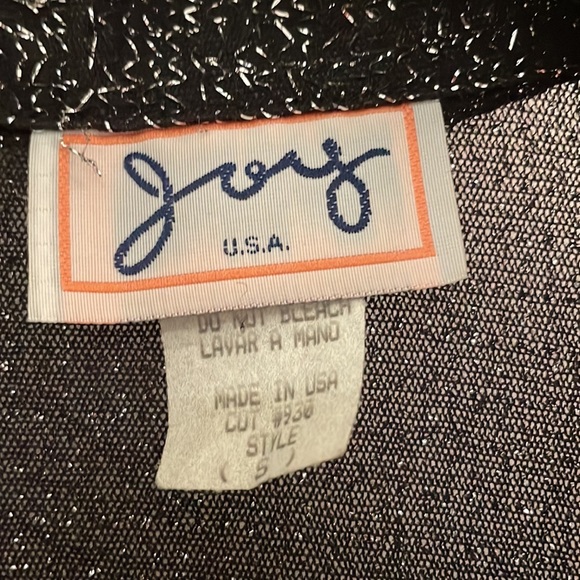 Joy
U.S.A.
DO NOT BLEACH
LAVAR A MANO
MADE IN USA
CUT #930
STYLE
( S )